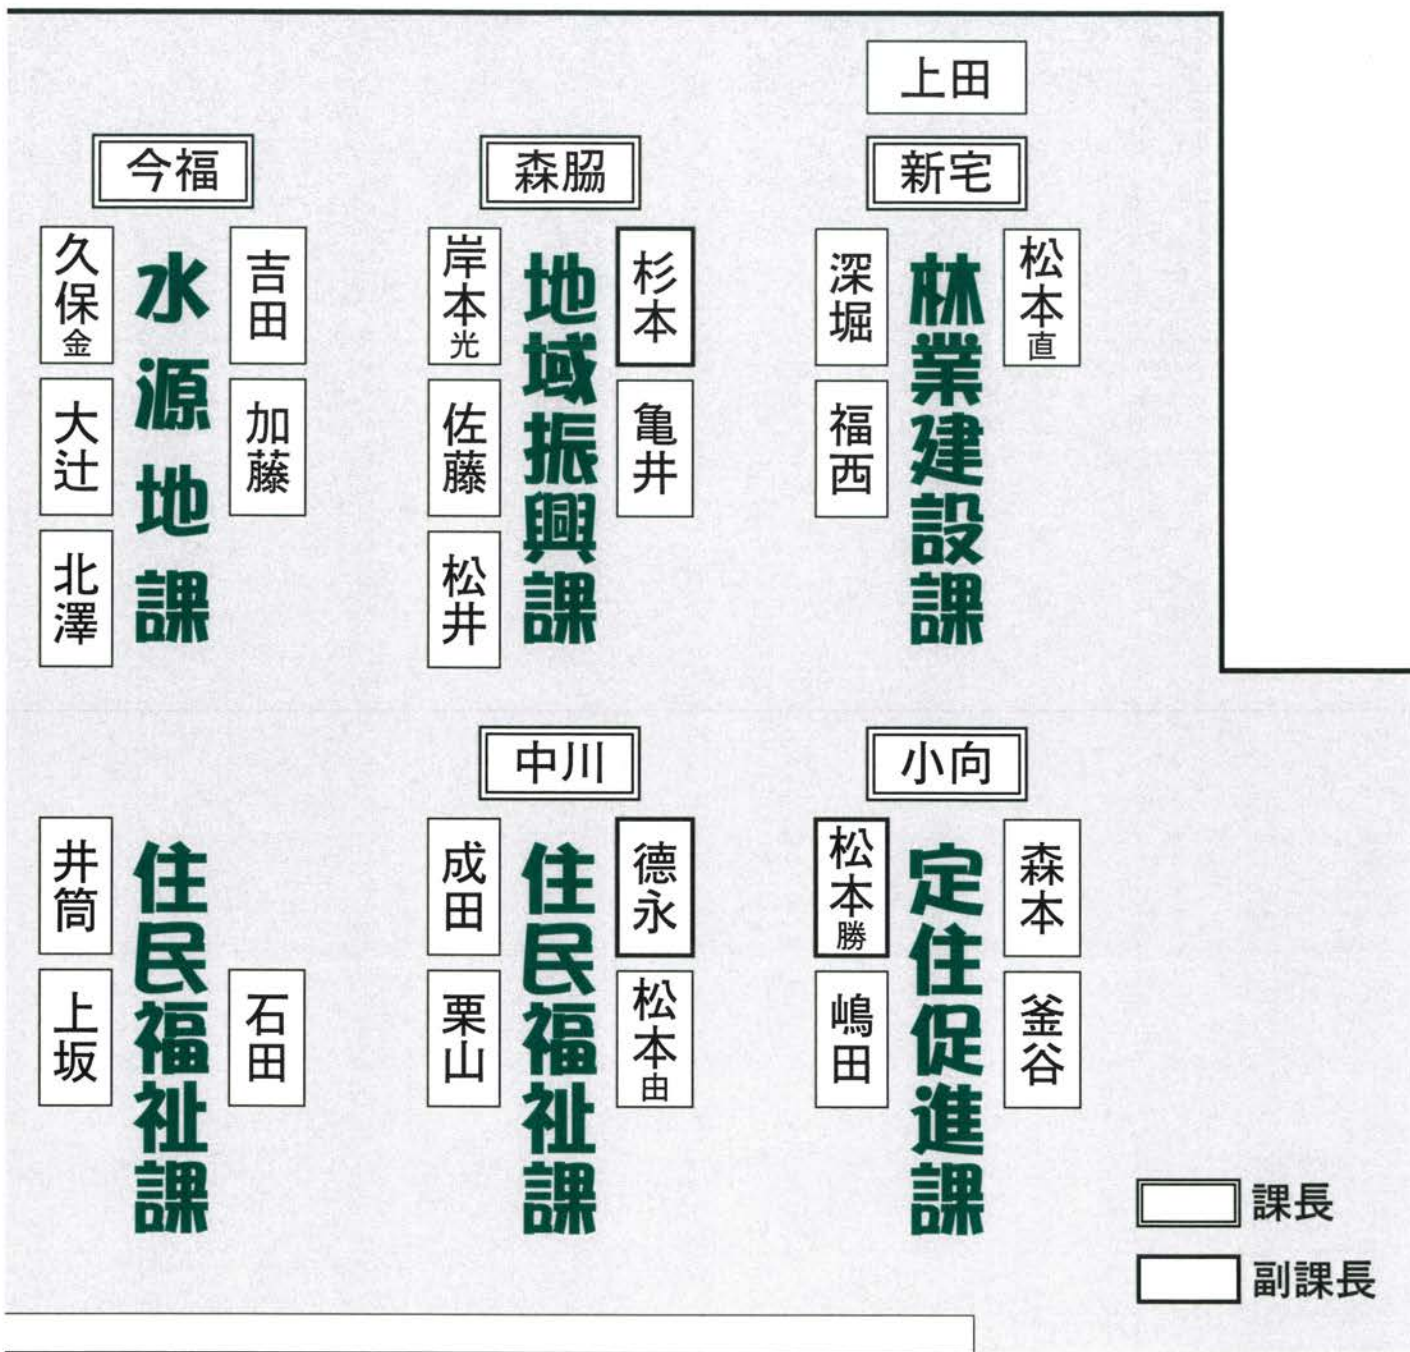 上田
今福
森脇
新宅
久保金
水源地課
吉田
大辻
加藤
北澤
岸本光
地域振興課
杉本
佐藤
亀井
松井
深堀
林業建設課
松本直
福西
中川
小向
井筒
住民福祉課
上坂
石田
成田
住民福祉課
德永
栗山
松本由
松本勝
定住促進課
森本
嶋田
釜谷
課長
副課長